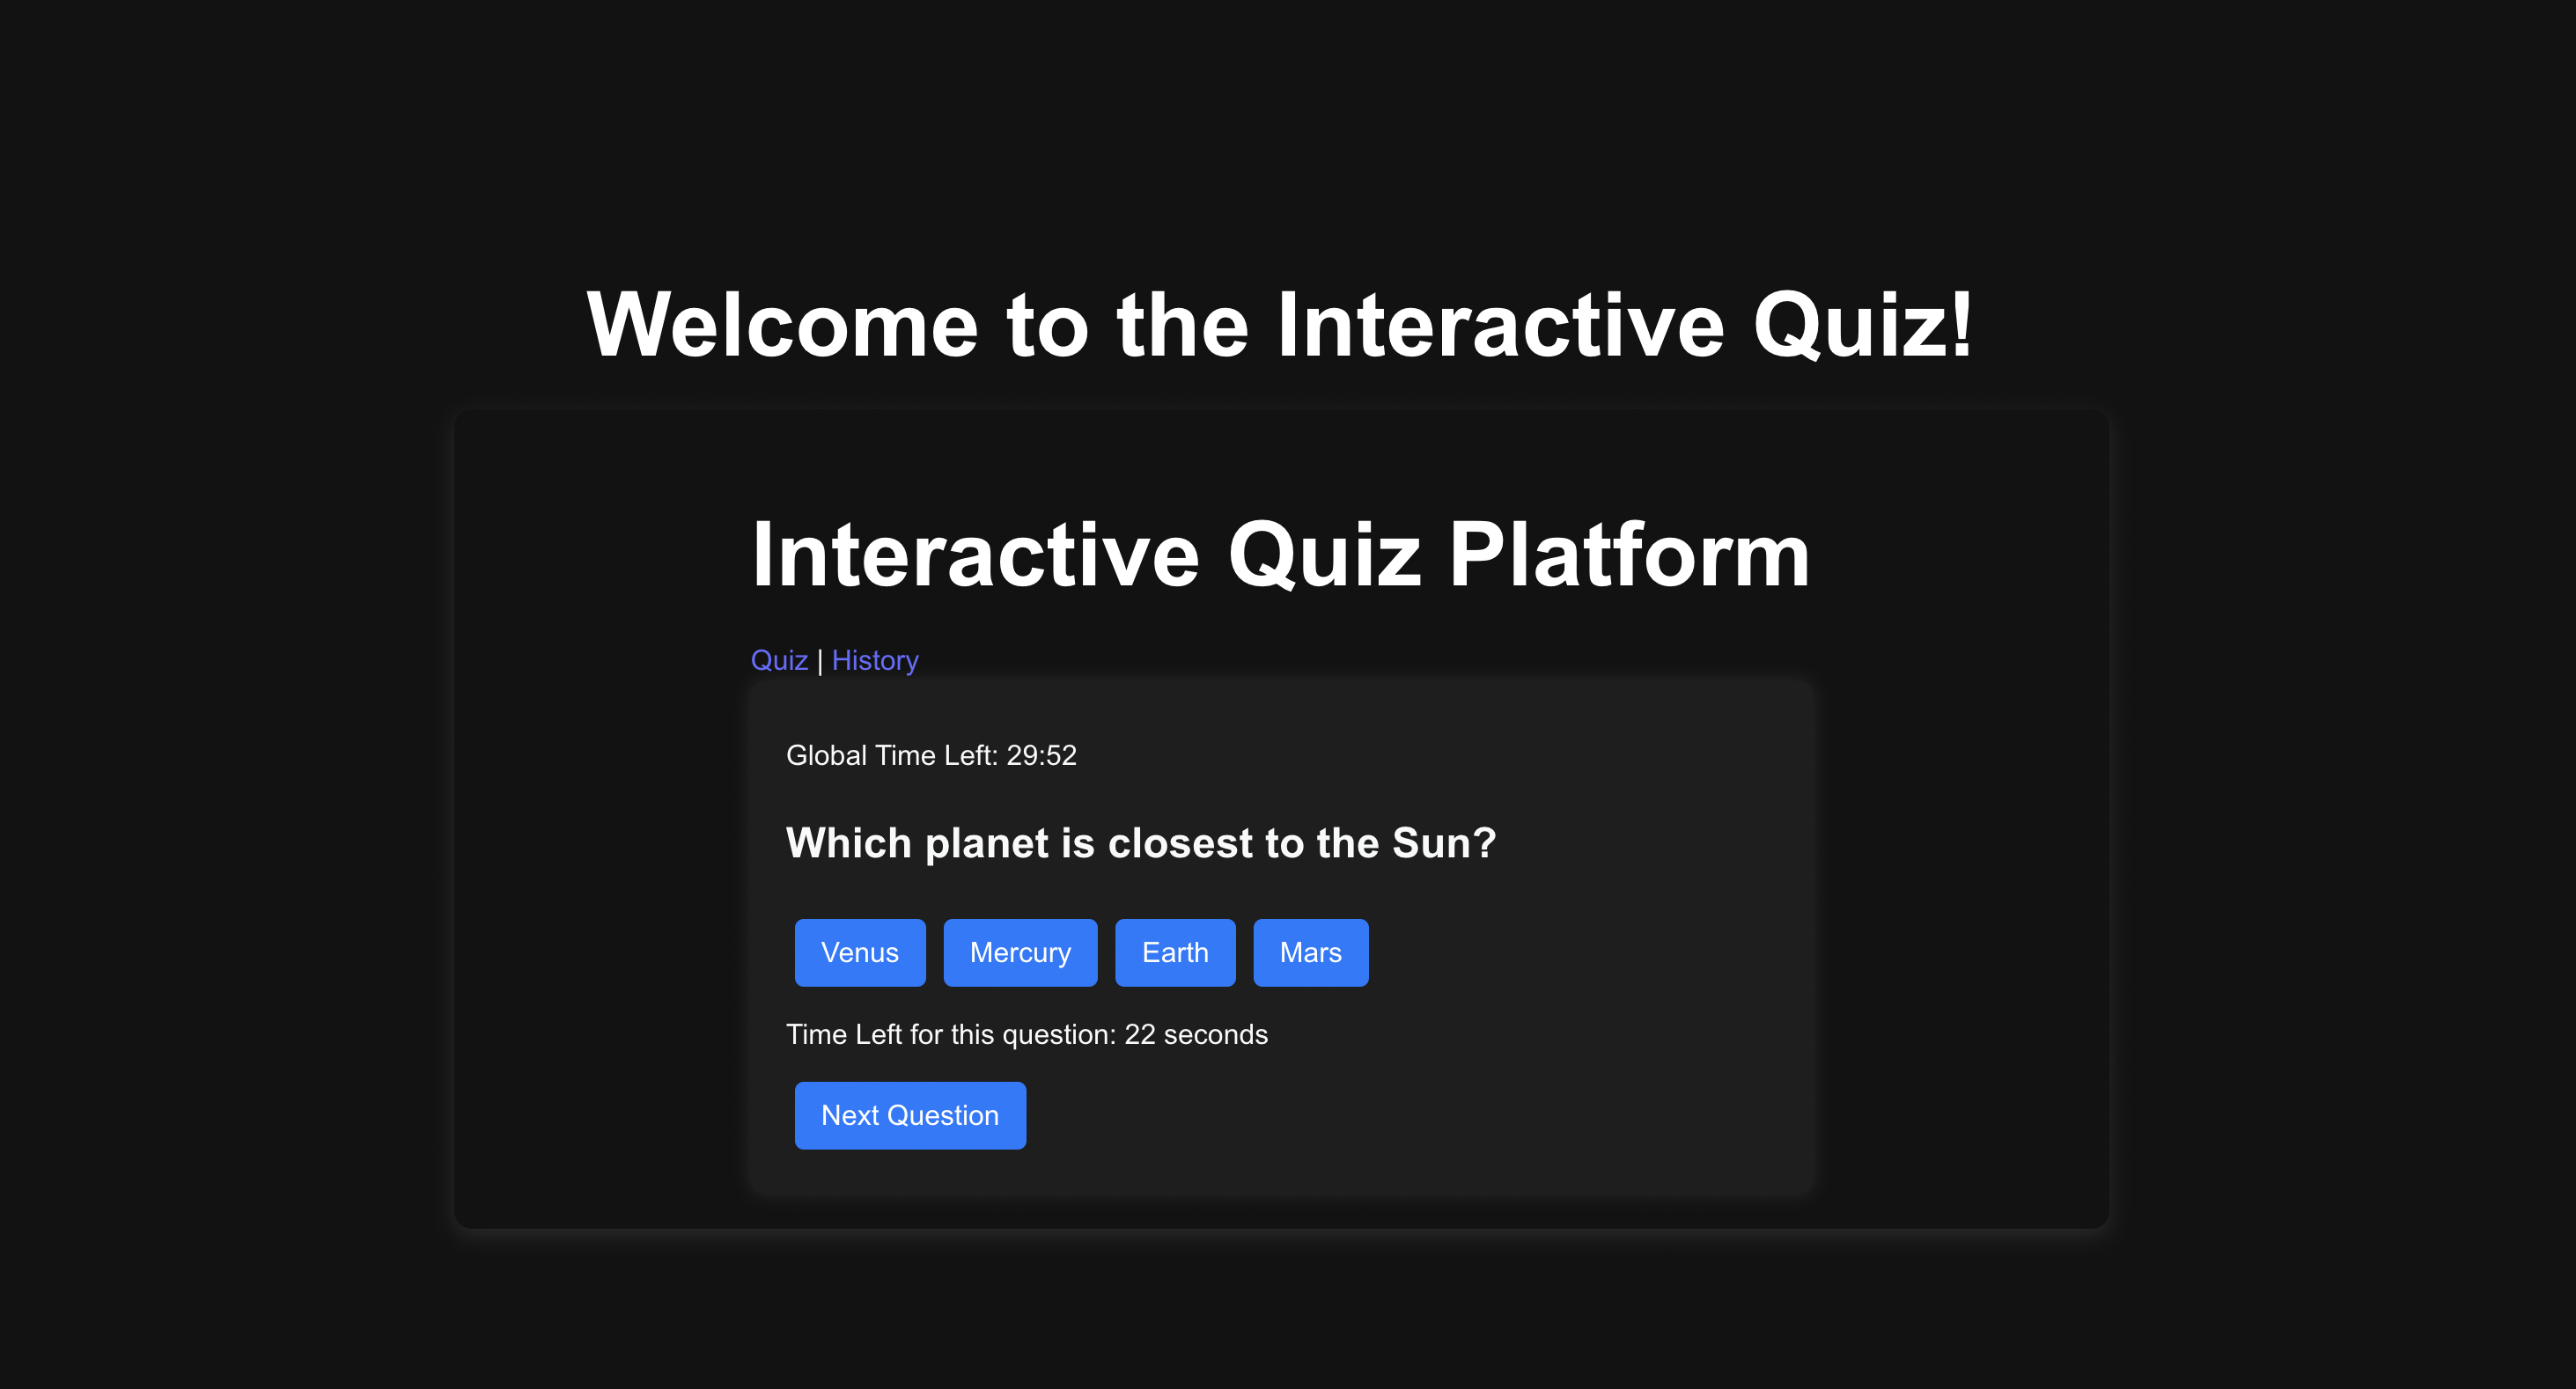 Welcome to the Interactive Quiz!
Interactive Quiz Platform
Quiz | History
Global Time Left: 29:52
Which planet is closest to the Sun?
Venus Mercury Earth Mars
Time Left for this question: 22 seconds
Next Question